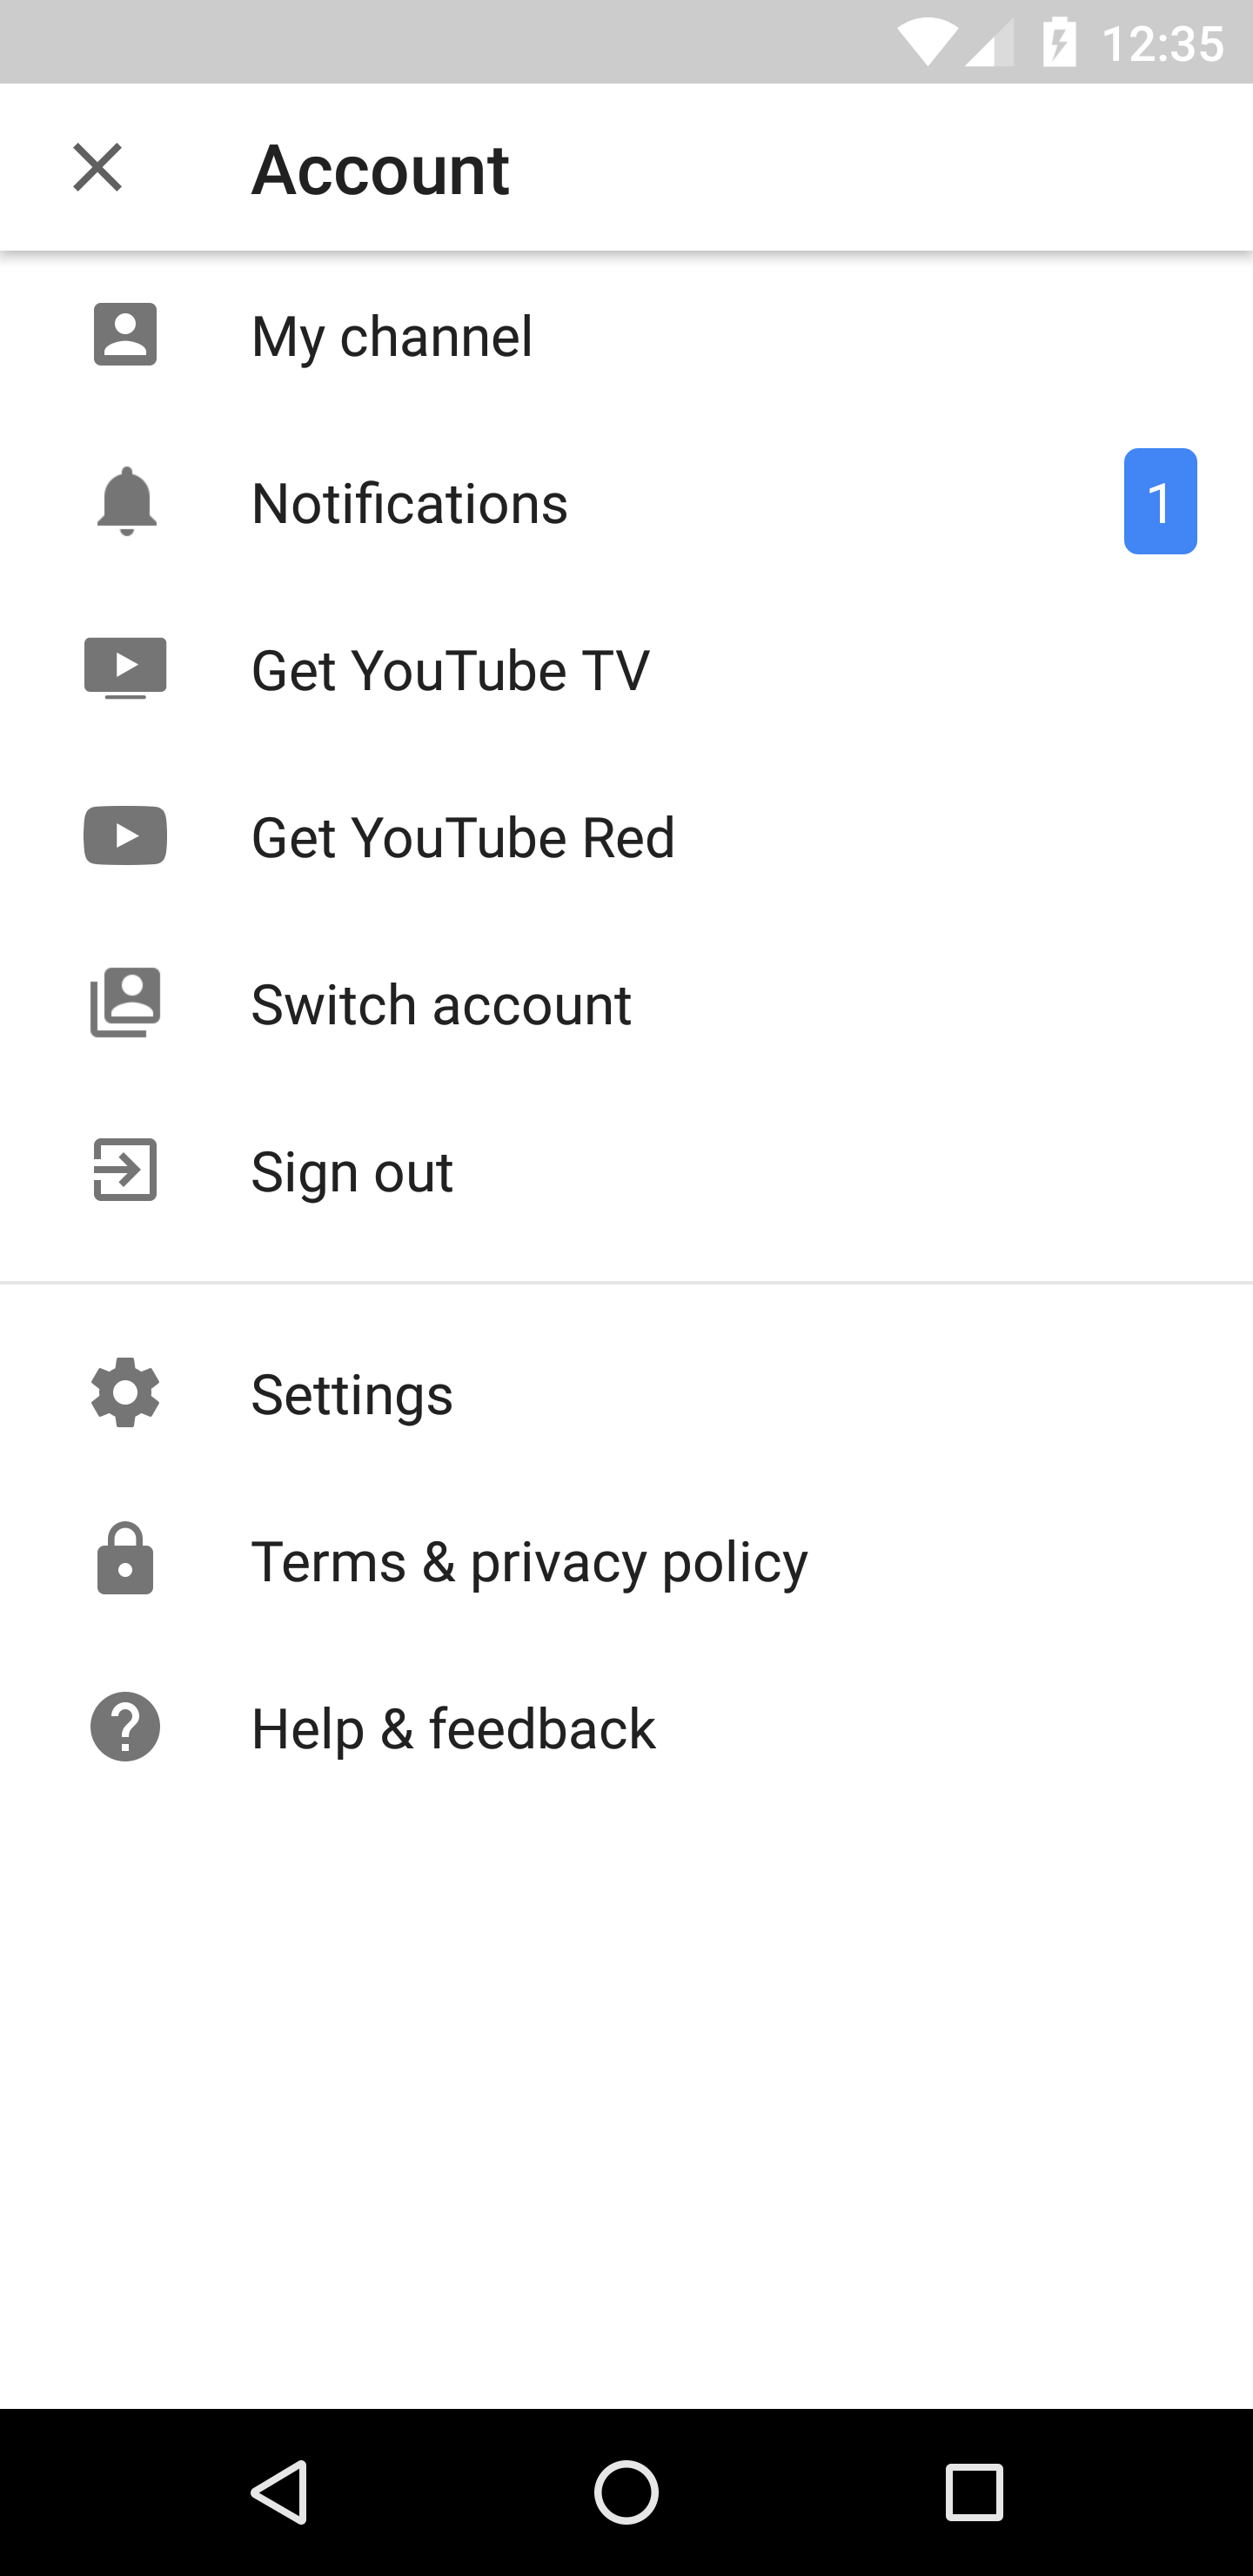 12:35
Account
My channel
Notifications 1
Get YouTube TV
Get YouTube Red
Switch account
Sign out
Settings
Terms & privacy policy
Help & feedback